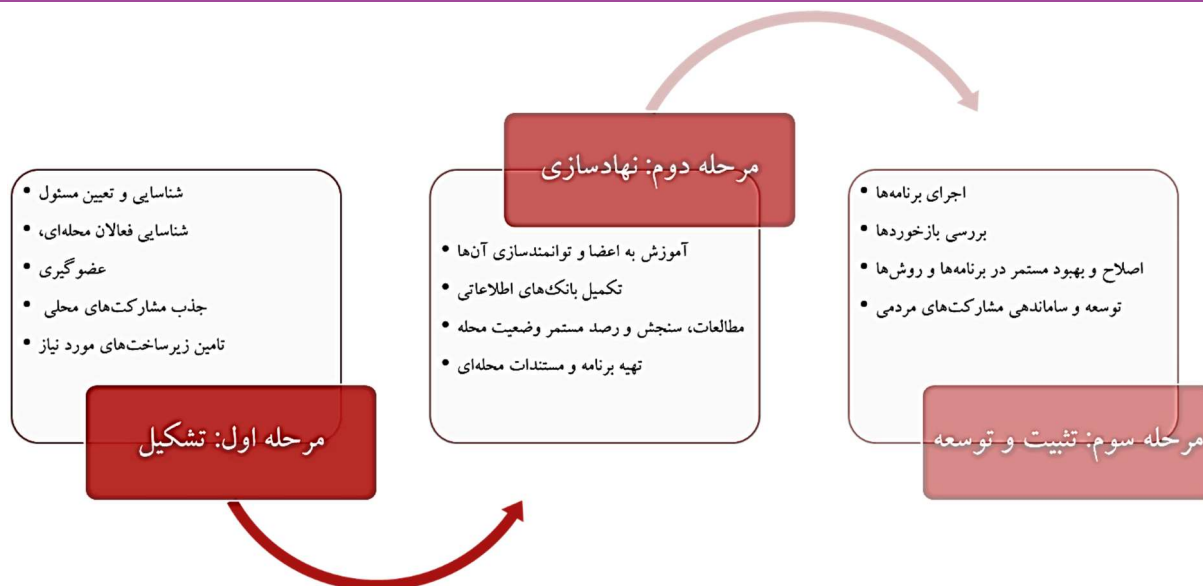 شناسایی و تعیین مسئول
شناسایی فعالان محله‌ای،
عضوگیری
جذب مشارکت‌های محلی
تامین زیرساخت‌های مورد نیاز
مرحله اول: تشکیل
مرحله دوم: نهادسازی
آموزش به اعضا و توانمندسازی آن‌ها
تکمیل بانک‌های اطلاعاتی
مطالعات، سنجش و رصد مستمر وضعیت محله
تهیه برنامه و مستندات محله‌ای
اجرای برنامه‌ها
بررسی بازخوردها
اصلاح و بهبود مستمر در برنامه‌ها و روش‌ها
توسعه و ساماندهی مشارکت‌های مردمی
مرحله سوم: تثبیت و توسعه